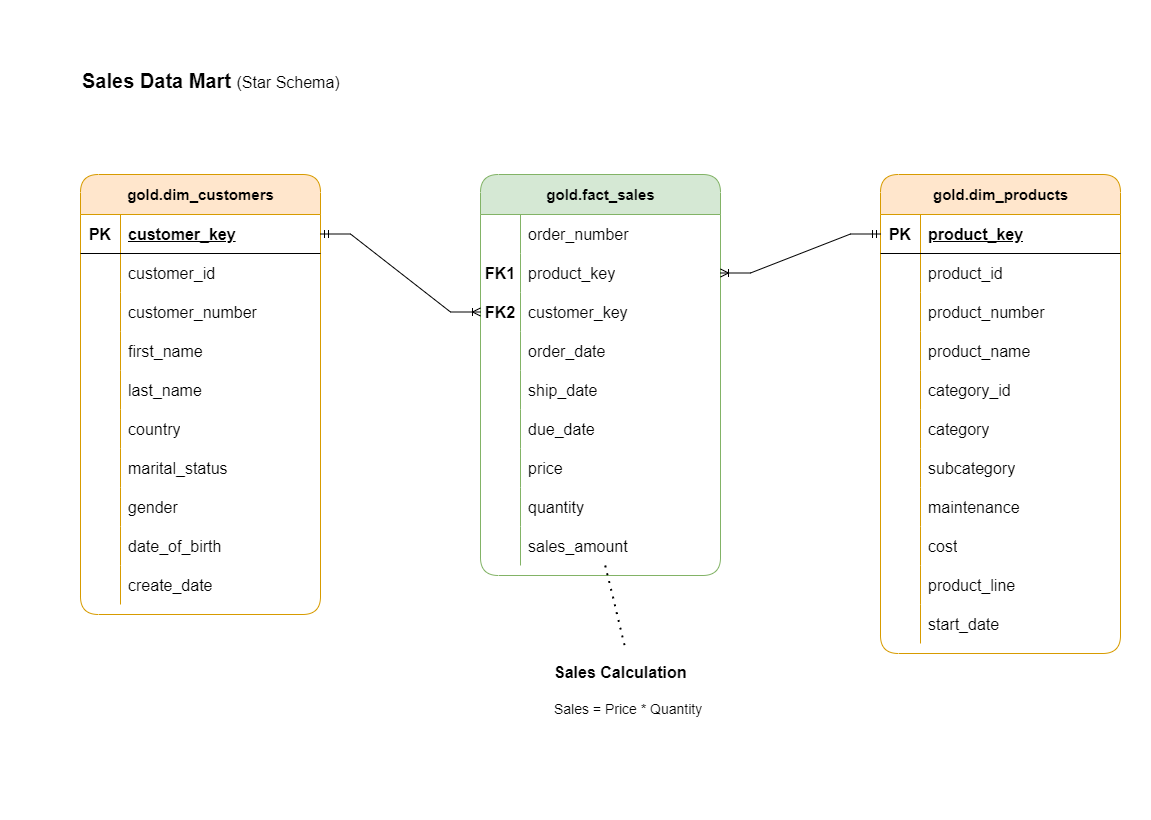 Sales Data Mart (Star Schema)
gold.dim_customers
PK customer_key
customer_id
customer_number
first_name
last_name
country
marital_status
gender
date_of_birth
create_date
gold.fact_sales
order_number
FK1 product_key
FK2 customer_key
order_date
ship_date
due_date
price
quantity
sales_amount
Sales Calculation
Sales = Price * Quantity
gold.dim_products
PK product_key
product_id
product_number
product_name
category_id
category
subcategory
maintenance
cost
product_line
start_date